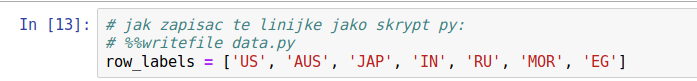 In [13]: # jak zapisac te linijke jako skrypt py:
# %%writefile data.py
row_labels = ['US', 'AUS', 'JAP', 'IN', 'RU', 'MOR', 'EG']